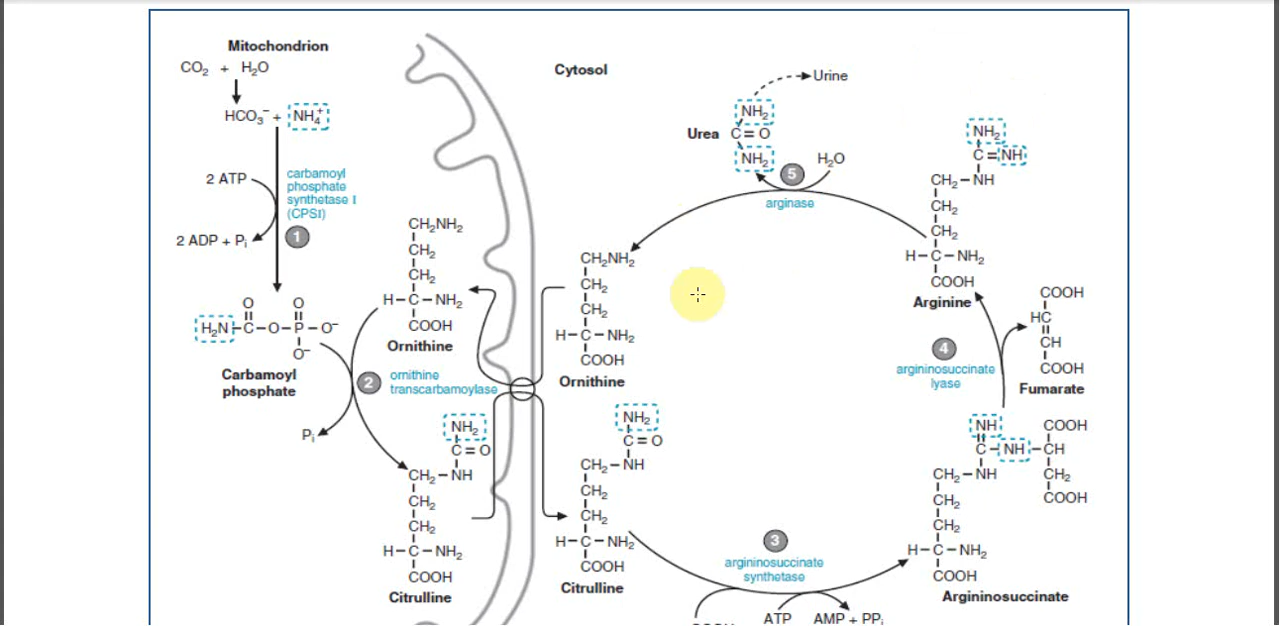 Mitochondrion
CO₂ + H₂O
HCO₃⁻ + NH₄⁺
2 ATP
carbamoyl
phosphate
synthetase I
(CPSI)
1
2 ADP + Pᵢ
O O
H₂N–C–O–P–O⁻
O⁻
Carbamoyl
phosphate
Pᵢ
CH₂NH₂
CH₂
CH₂
H–C–NH₂
COOH
Ornithine
2
ornithine
transcarbamoylase
NH₂
C=O
CH₂–NH
CH₂
CH₂
H–C–NH₂
COOH
Citrulline
Cytosol
Urine
NH₂
Urea C=O
NH₂
5
H₂O
arginase
CH₂NH₂
CH₂
CH₂
H–C–NH₂
COOH
Ornithine
NH₂
C=O
CH₂–NH
CH₂
CH₂
H–C–NH₂
COOH
Citrulline
3
argininosuccinate
synthetase
ATP AMP + PPᵢ
NH₂
C=NH
CH₂–NH
CH₂
CH₂
H–C–NH₂
COOH
Arginine
4
argininosuccinate
lyase
COOH
HC
CH
COOH
Fumarate
NH COOH
C–NH–CH
CH₂–NH CH₂
CH₂ COOH
CH₂
H–C–NH₂
COOH
Argininosuccinate